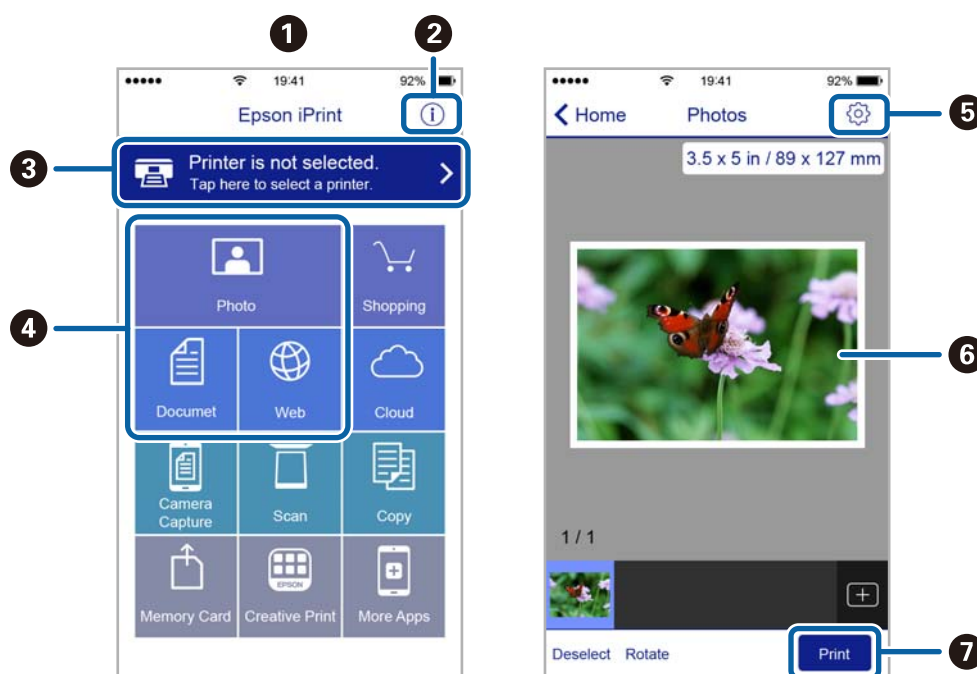 1
2
19:41
92%
Epson iPrint
i
3
Printer is not selected.
Tap here to select a printer.
4
Photo
Shopping
Documet
Web
Cloud
Camera
Capture
Scan
Copy
EPSON
Memory Card
Creative Print
More Apps
19:41
92%
Home
Photos
5
3.5 x 5 in / 89 x 127 mm
6
1 / 1
Deselect
Rotate
Print
7